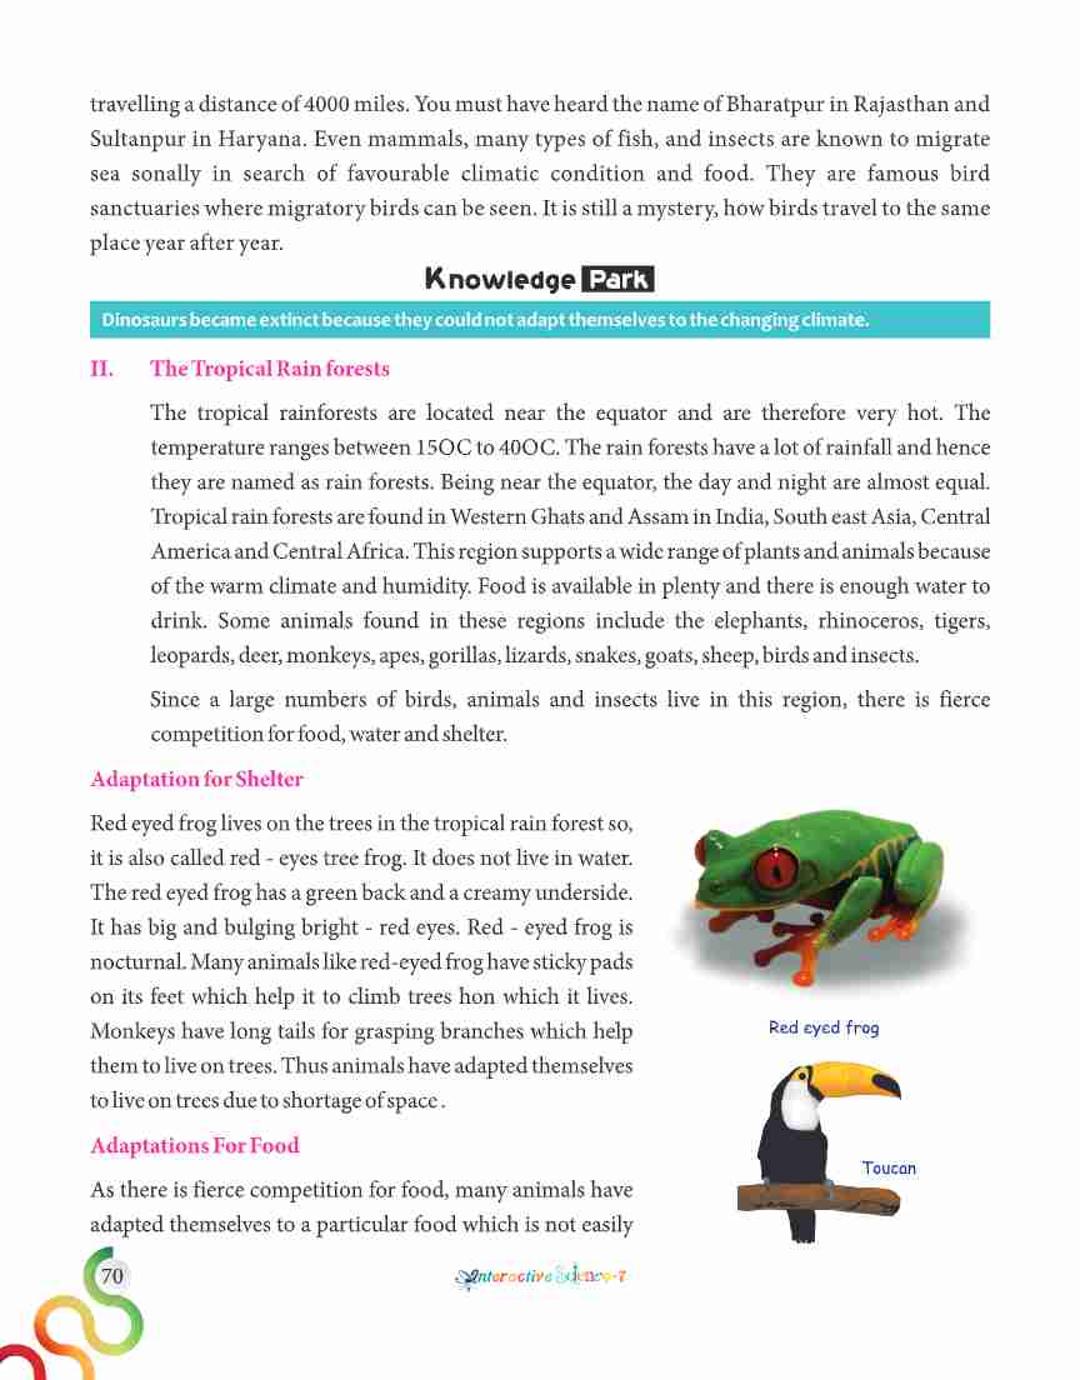 travelling a distance of 4000 miles. You must have heard the name of Bharatpur in Rajasthan and
Sultanpur in Haryana. Even mammals, many types of fish, and insects are known to migrate
sea sonally in search of favourable climatic condition and food. They are famous bird
sanctuaries where migratory birds can be seen. It is still a mystery, how birds travel to the same
place year after year.
Knowledge Park
Dinosaurs became extinct because they could not adapt themselves to the changing climate.
II. The Tropical Rain forests
The tropical rainforests are located near the equator and are therefore very hot. The
temperature ranges between 15OC to 40OC. The rain forests have a lot of rainfall and hence
they are named as rain forests. Being near the equator, the day and night are almost equal.
Tropical rain forests are found in Western Ghats and Assam in India, South east Asia, Central
America and Central Africa. This region supports a wide range of plants and animals because
of the warm climate and humidity. Food is available in plenty and there is enough water to
drink. Some animals found in these regions include the elephants, rhinoceros, tigers,
leopards, deer, monkeys, apes, gorillas, lizards, snakes, goats, sheep, birds and insects.
Since a large numbers of birds, animals and insects live in this region, there is fierce
competition for food, water and shelter.
Adaptation for Shelter
Red eyed frog lives on the trees in the tropical rain forest so,
it is also called red - eyes tree frog. It does not live in water.
The red eyed frog has a green back and a creamy underside.
It has big and bulging bright - red eyes. Red - eyed frog is
nocturnal. Many animals like red-eyed frog have sticky pads
on its feet which help it to climb trees hon which it lives.
Monkeys have long tails for grasping branches which help
them to live on trees. Thus animals have adapted themselves
to live on trees due to shortage of space .
Red eyed frog
Toucan
Adaptations For Food
As there is fierce competition for food, many animals have
adapted themselves to a particular food which is not easily
70
Interactive Science-7